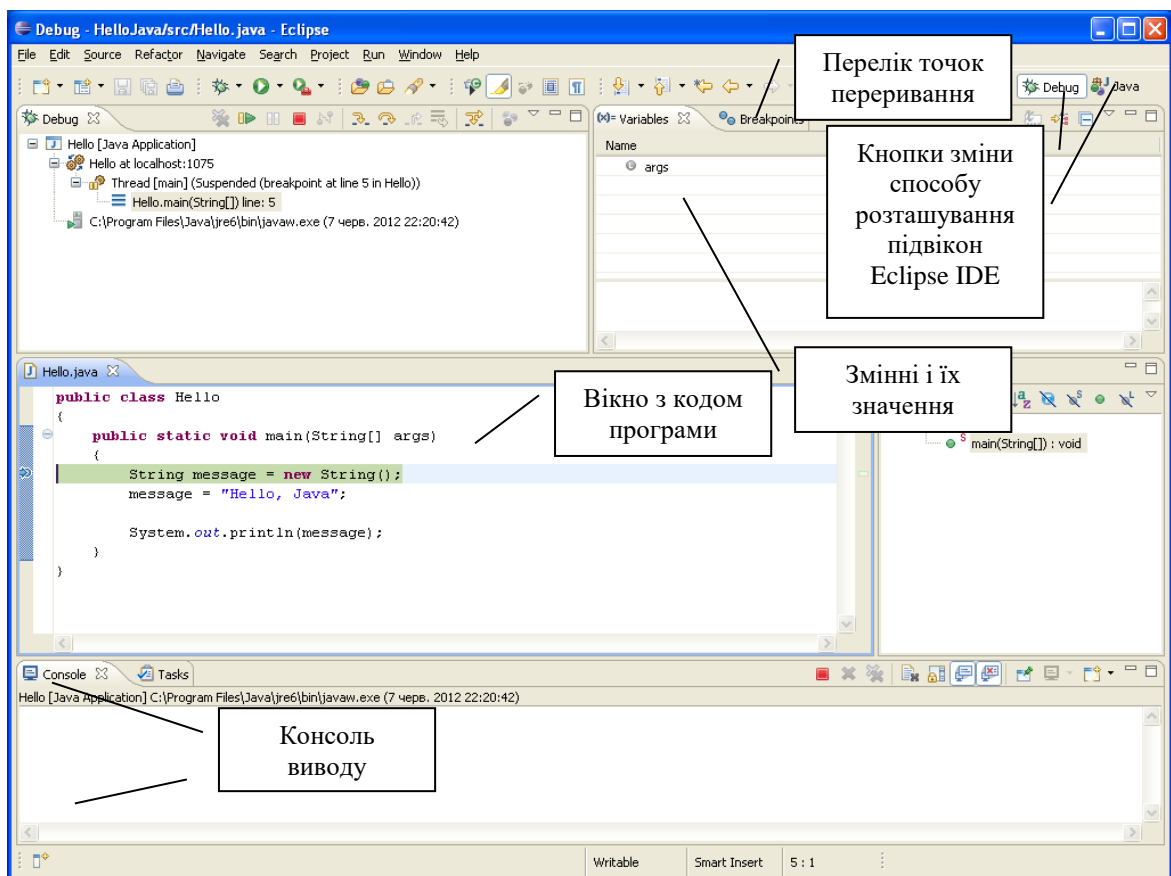 Debug - HelloJava/src/Hello.java - Eclipse
File Edit Source Refactor Navigate Search Project Run Window Help
Перелік точок
переривання
Debug Java
Debug
Variables Breakpoints
Hello [Java Application]
Hello at localhost:1075
Thread [main] (Suspended (breakpoint at line 5 in Hello))
Hello.main(String[]) line: 5
C:\Program Files\Java\jre6\bin\javaw.exe (7 черв. 2012 22:20:42)
Name
args
Кнопки зміни
способу
розташування
підвікон
Eclipse IDE
Змінні і їх
значення
Hello.java
Вікно з кодом
програми
public class Hello
{
public static void main(String[] args)
{
String message = new String();
message = "Hello, Java";
System.out.println(message);
}
}
main(String[]) : void
Console Tasks
Hello [Java Application] C:\Program Files\Java\jre6\bin\javaw.exe (7 черв. 2012 22:20:42)
Консоль
виводу
Writable Smart Insert 5 : 1